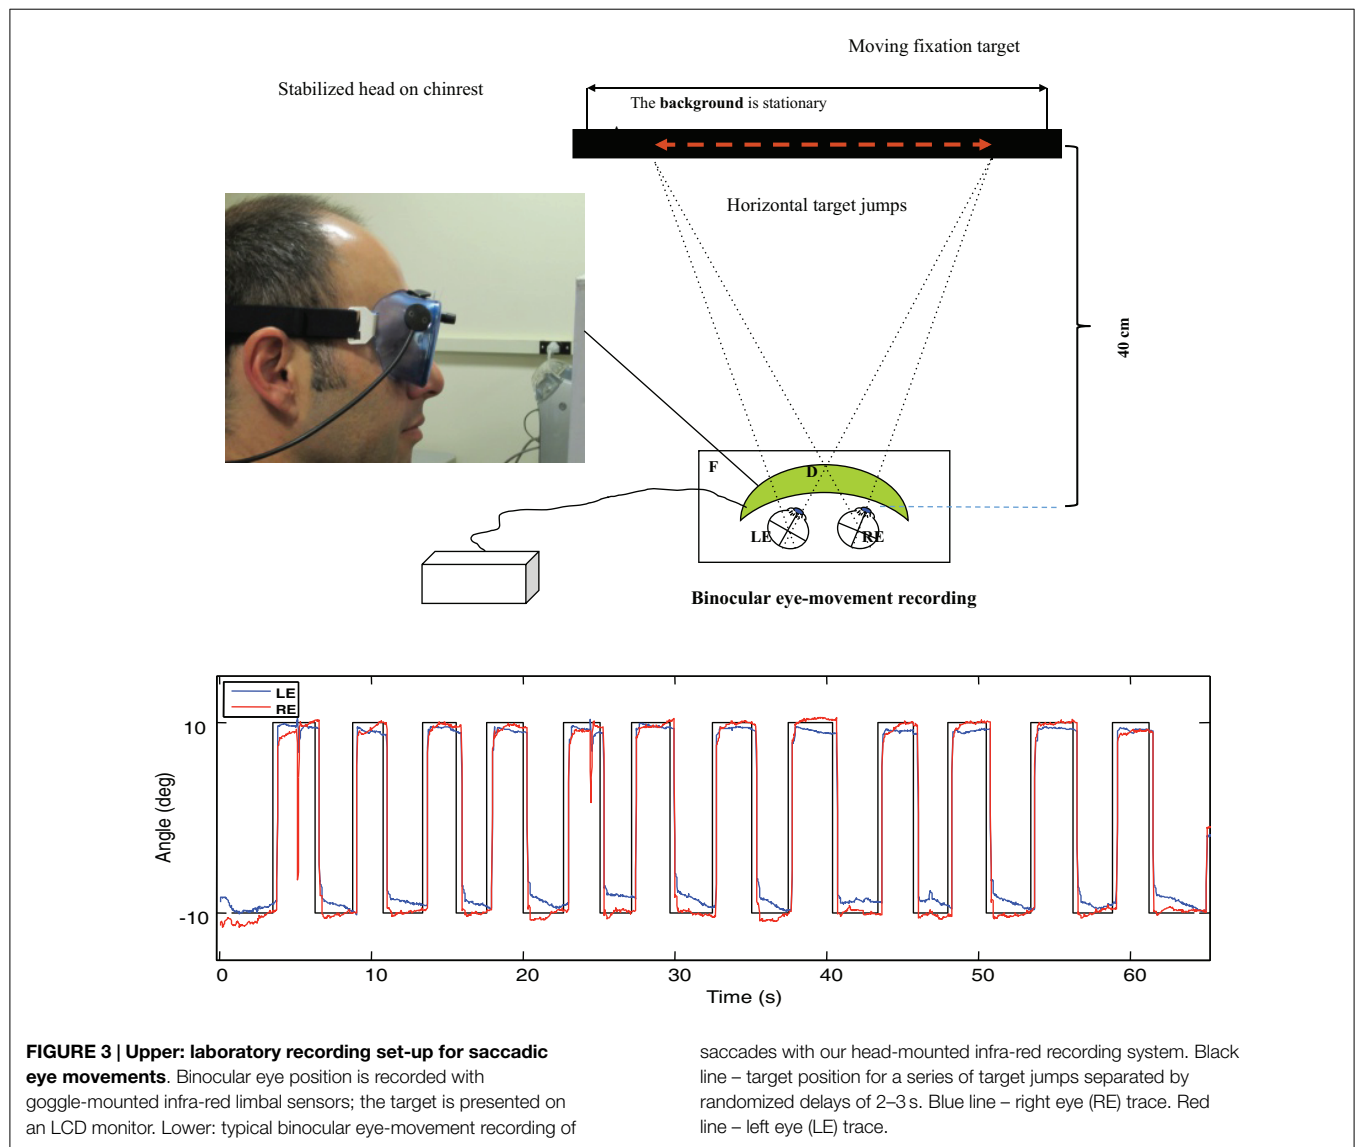 Moving fixation target
Stabilized head on chinrest
The background is stationary
Horizontal target jumps
40 cm
F
D
LE
RE
Binocular eye-movement recording
LE
RE
10
-10
Angle (deg)
0
10
20
30
40
50
60
Time (s)
FIGURE 3 | Upper: laboratory recording set-up for saccadic
eye movements. Binocular eye position is recorded with
goggle-mounted infra-red limbal sensors; the target is presented on
an LCD monitor. Lower: typical binocular eye-movement recording of
saccades with our head-mounted infra-red recording system. Black
line – target position for a series of target jumps separated by
randomized delays of 2–3 s. Blue line – right eye (RE) trace. Red
line – left eye (LE) trace.